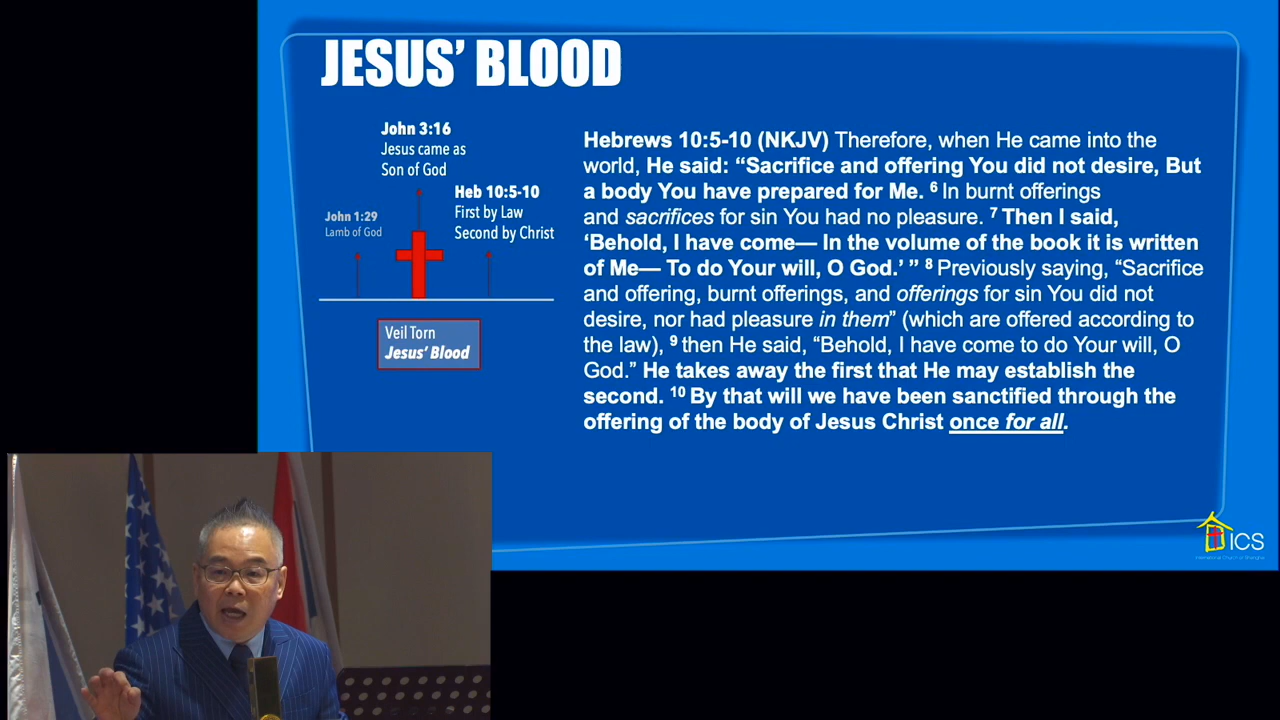 JESUS’ BLOOD
John 3:16
Jesus came as
Son of God
Heb 10:5-10
First by Law
Second by Christ
John 1:29
Lamb of God
Veil Torn
Jesus’ Blood
Hebrews 10:5-10 (NKJV) Therefore, when He came into the
world, He said: “Sacrifice and offering You did not desire, But
a body You have prepared for Me. 6 In burnt offerings
and sacrifices for sin You had no pleasure. 7 Then I said,
‘Behold, I have come— In the volume of the book it is written
of Me— To do Your will, O God.’ ” 8 Previously saying, “Sacrifice
and offering, burnt offerings, and offerings for sin You did not
desire, nor had pleasure in them” (which are offered according to
the law), 9 then He said, “Behold, I have come to do Your will, O
God.” He takes away the first that He may establish the
second. 10 By that will we have been sanctified through the
offering of the body of Jesus Christ once for all.
ICS
International Church of Shanghai